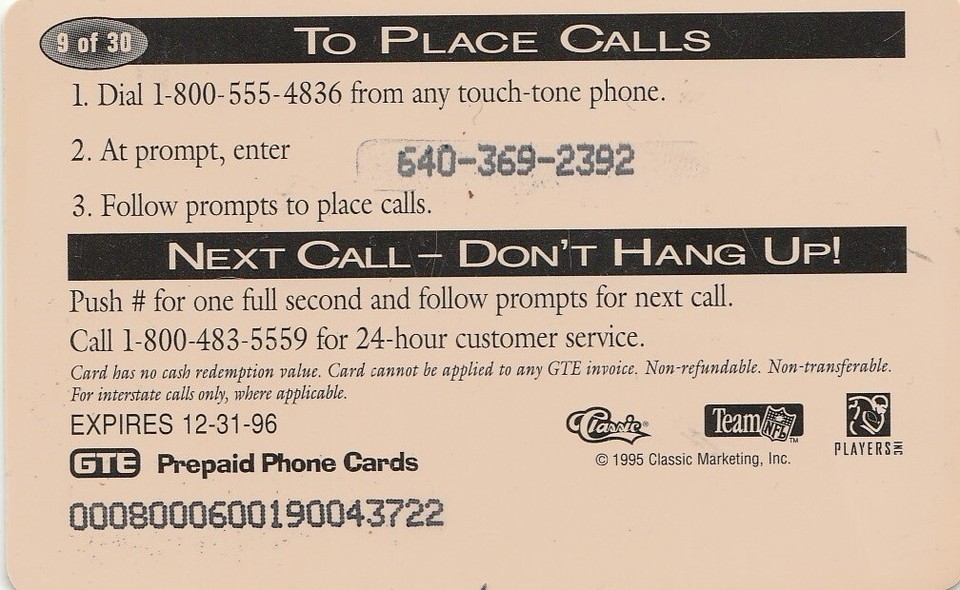 9 of 30
TO PLACE CALLS
1. Dial 1-800-555-4836 from any touch-tone phone.
2. At prompt, enter 640-369-2392
3. Follow prompts to place calls.
NEXT CALL – DON'T HANG UP!
Push # for one full second and follow prompts for next call.
Call 1-800-483-5559 for 24-hour customer service.
Card has no cash redemption value. Card cannot be applied to any GTE invoice. Non-refundable. Non-transferable.
For interstate calls only, where applicable.
EXPIRES 12-31-96
Classic® Team NFL™ PLAYERS INC
© 1995 Classic Marketing, Inc.
GTE Prepaid Phone Cards
0008000600190043722